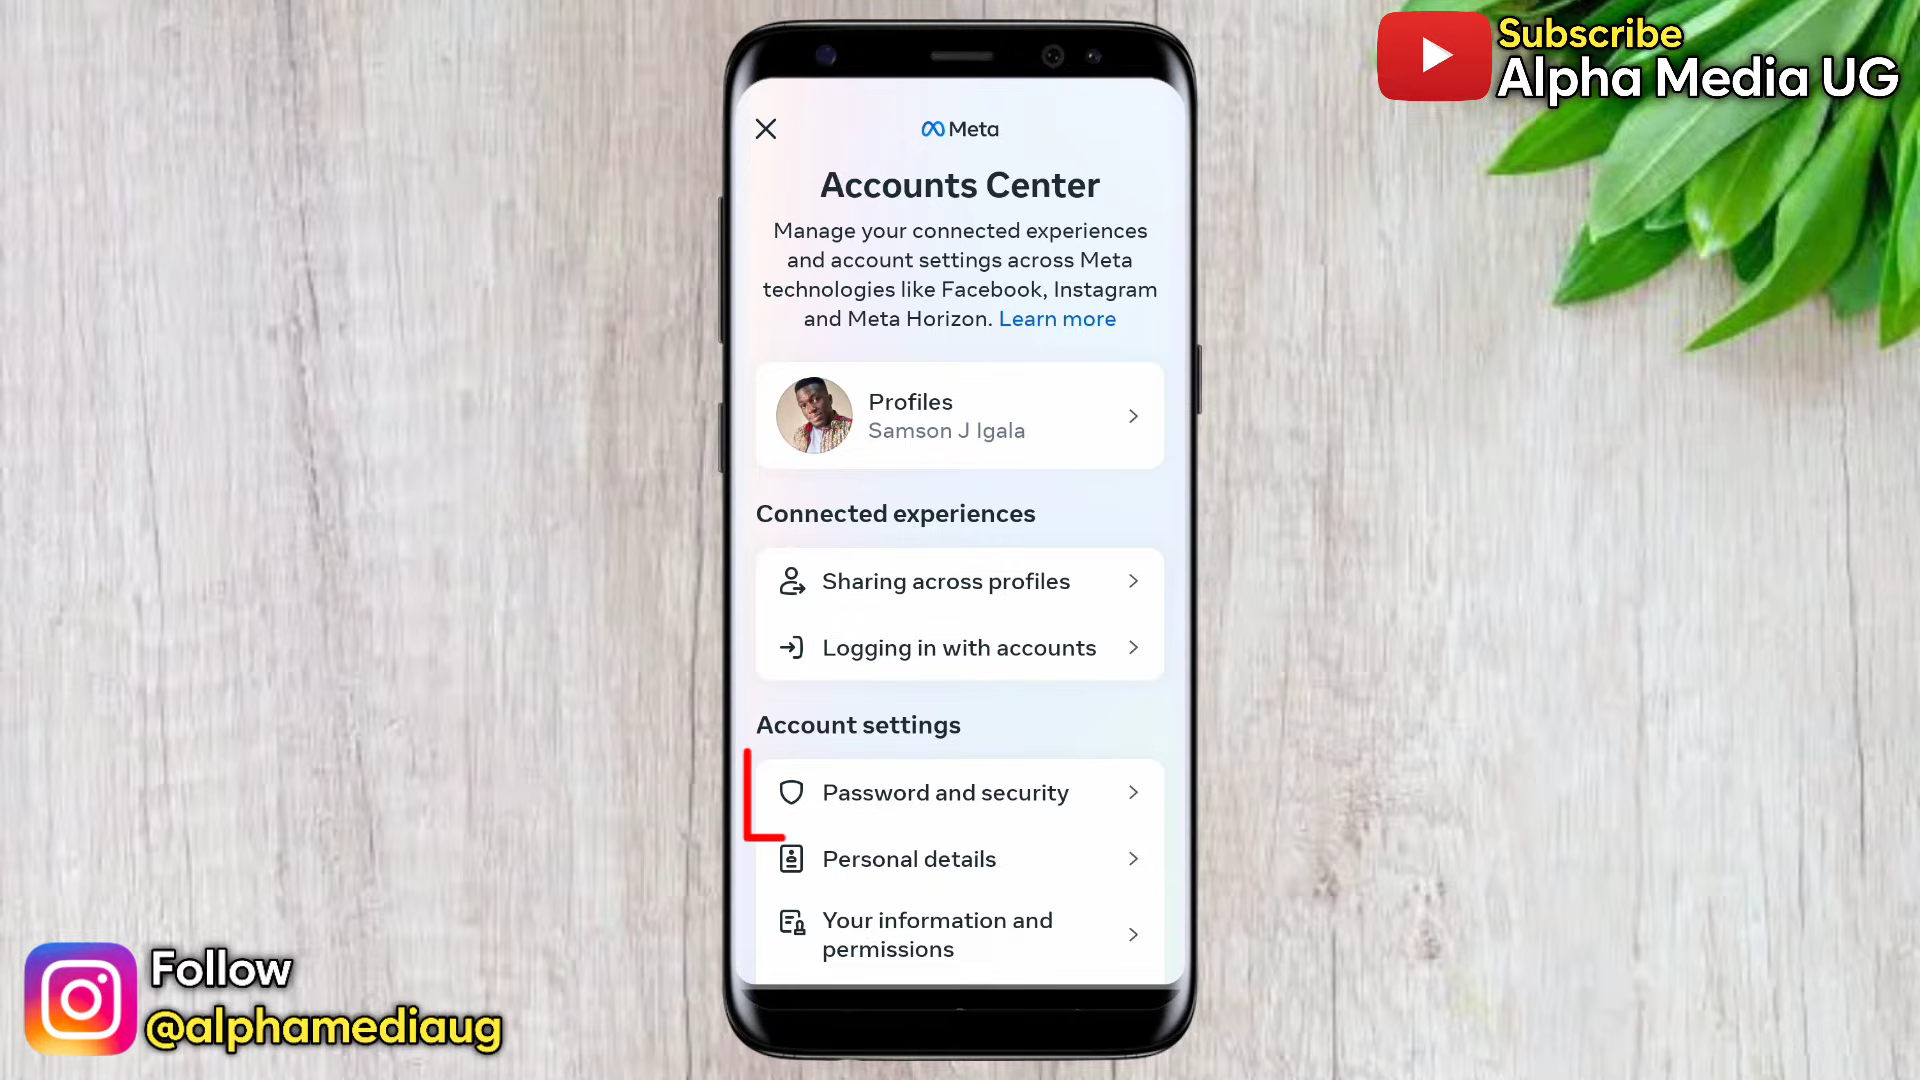 Subscribe
Alpha Media UG
Meta
Accounts Center
Manage your connected experiences
and account settings across Meta
technologies like Facebook, Instagram
and Meta Horizon. Learn more
Profiles
Samson J Igala
Connected experiences
Sharing across profiles
Logging in with accounts
Account settings
Password and security
Personal details
Your information and
permissions
Follow
@alphamediaug